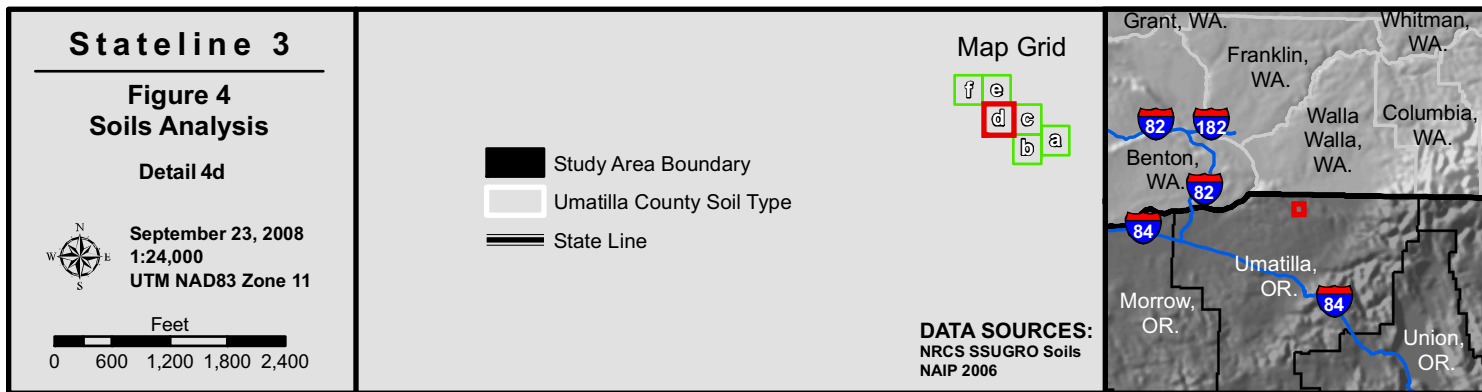 Stateline 3
Figure 4
Soils Analysis
Detail 4d
N
W E
S
September 23, 2008
1:24,000
UTM NAD83 Zone 11
Feet
0 600 1,200 1,800 2,400
Study Area Boundary
Umatilla County Soil Type
State Line
Map Grid
f e
d c
b a
DATA SOURCES:
NRCS SSUGRO Soils
NAIP 2006
Grant, WA.
Whitman,
WA.
Franklin,
WA.
Walla
Walla,
WA.
Columbia,
WA.
82
182
Benton,
WA.
82
84
Umatilla,
OR.
84
Morrow,
OR.
Union,
OR.